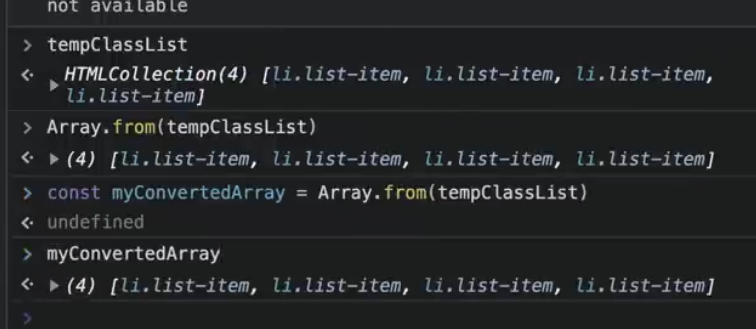 not available
> tempClassList
HTMLCollection(4) [li.list-item, li.list-item, li.list-item,
li.list-item]
> Array.from(tempClassList)
(4) [li.list-item, li.list-item, li.list-item, li.list-item]
> const myConvertedArray = Array.from(tempClassList)
undefined
> myConvertedArray
(4) [li.list-item, li.list-item, li.list-item, li.list-item]
>